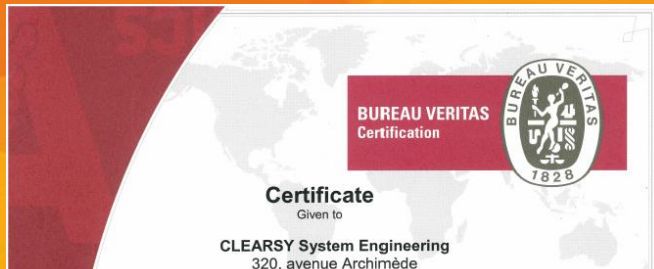 BUREAU VERITAS
Certification
BUREAU VERITAS
1828
Certificate
Given to
CLEARSY System Engineering
320, avenue Archimède